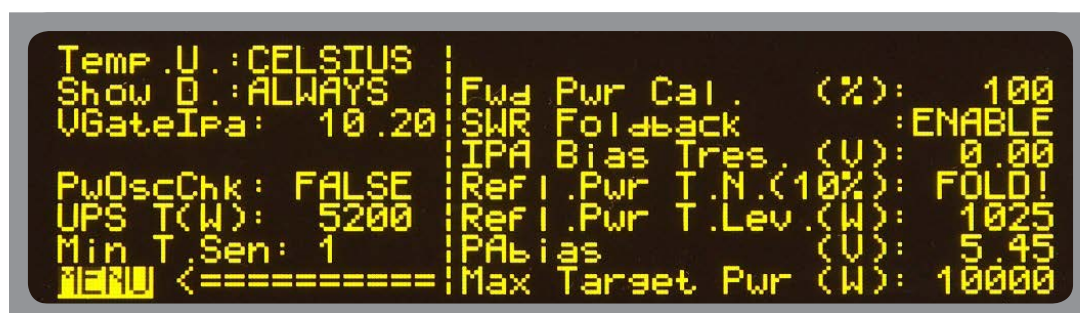 Temp.U.:CELSIUS ¦
Show D.:ALWAYS ¦Fwd Pwr Cal. (%): 100
VGateIpa: 10.20¦SWR Foldback :ENABLE
¦IPA Bias Tres.(V): 0.00
PwOscChk: FALSE ¦Refl.Pwr T.N.(10%): FOLD!
UPS T(W): 5200 ¦Refl.Pwr T.Lev.(W): 1025
Min T.Sen: 1 ¦PAbias (V): 5.45
MENU <==========¦Max Target Pwr (W): 10000